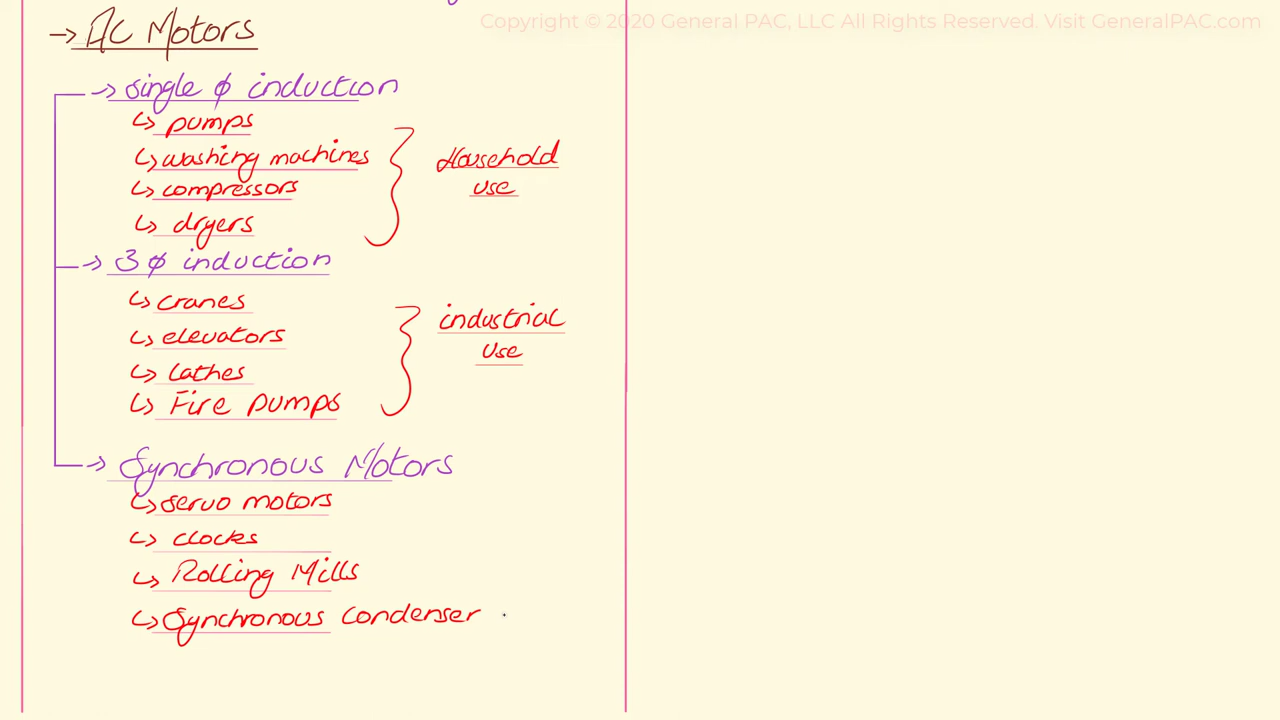 Copyright © 2020 General PAC, LLC All Rights Reserved. Visit GeneralPAC.com
→ AC Motors
→ single ϕ induction
↳ pumps
↳ washing machines
↳ compressors
↳ dryers
Household
use
→ 3 ϕ induction
↳ cranes
↳ elevators
↳ lathes
↳ Fire pumps
industrial
use
→ Synchronous Motors
↳ servo motors
↳ clocks
↳ Rolling Mills
↳ Synchronous condenser